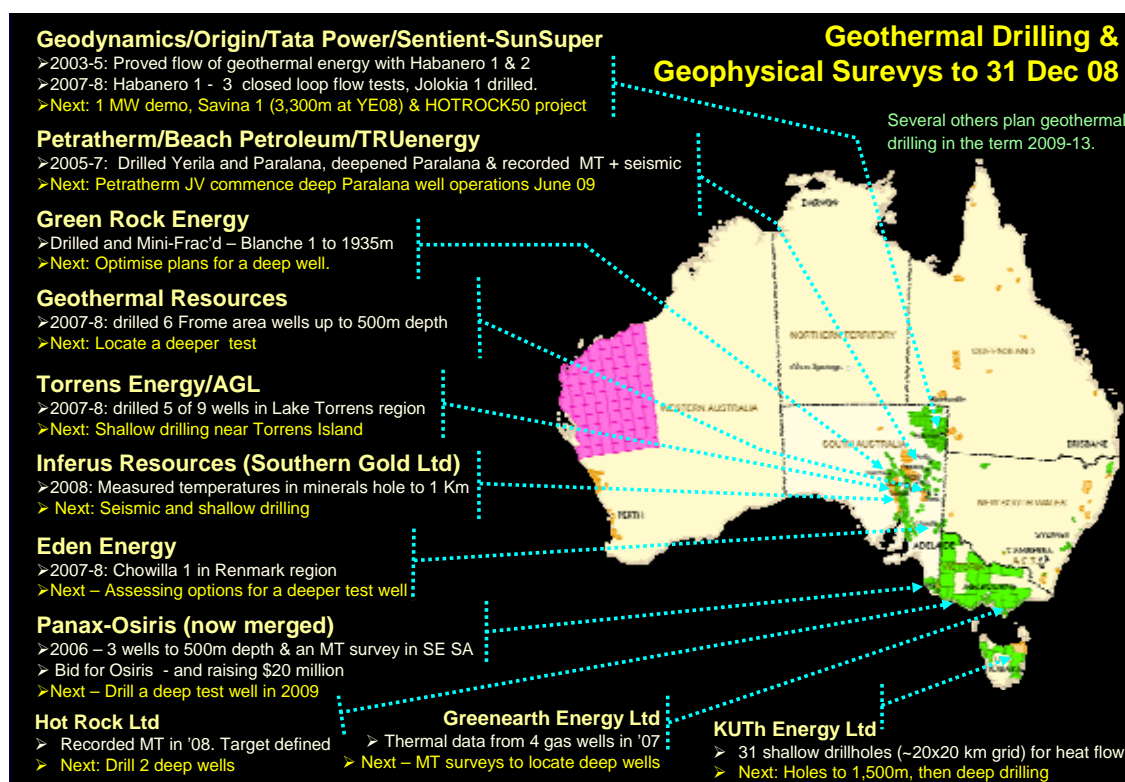 Geothermal Drilling &
Geophysical Surevys to 31 Dec 08
Several others plan geothermal
drilling in the term 2009-13.
Geodynamics/Origin/Tata Power/Sentient-SunSuper
➢2003-5: Proved flow of geothermal energy with Habanero 1 & 2
➢2007-8: Habanero 1 - 3 closed loop flow tests, Jolokia 1 drilled.
➢Next: 1 MW demo, Savina 1 (3,300m at YE08) & HOTROCK50 project
Petratherm/Beach Petroleum/TRUenergy
➢2005-7: Drilled Yerila and Paralana, deepened Paralana & recorded MT + seismic
➢Next: Petratherm JV commence deep Paralana well operations June 09
Green Rock Energy
➢Drilled and Mini-Frac'd – Blanche 1 to 1935m
➢Next: Optimise plans for a deep well.
Geothermal Resources
➢2007-8: drilled 6 Frome area wells up to 500m depth
➢Next: Locate a deeper test
Torrens Energy/AGL
➢2007-8: drilled 5 of 9 wells in Lake Torrens region
➢Next: Shallow drilling near Torrens Island
Inferus Resources (Southern Gold Ltd)
➢2008: Measured temperatures in minerals hole to 1 Km
➢ Next: Seismic and shallow drilling
Eden Energy
➢2007-8: Chowilla 1 in Renmark region
➢Next – Assessing options for a deeper test well
Panax-Osiris (now merged)
➢2006 – 3 wells to 500m depth & an MT survey in SE SA
➢ Bid for Osiris - and raising $20 million
➢Next – Drill a deep test well in 2009
Hot Rock Ltd
➢ Recorded MT in '08. Target defined
➢ Next: Drill 2 deep wells
Greenearth Energy Ltd
➢ Thermal data from 4 gas wells in '07
➢ Next – MT surveys to locate deep wells
KUTh Energy Ltd
➢ 31 shallow drillholes (~20x20 km grid) for heat flow
➢ Next: Holes to 1,500m, then deep drilling
NORTHERN TERRITORY
QUEENSLAND
WESTERN AUSTRALIA
SOUTH AUSTRALIA
BRISBANE
NEW SOUTH WALES
PERTH
ADELAIDE